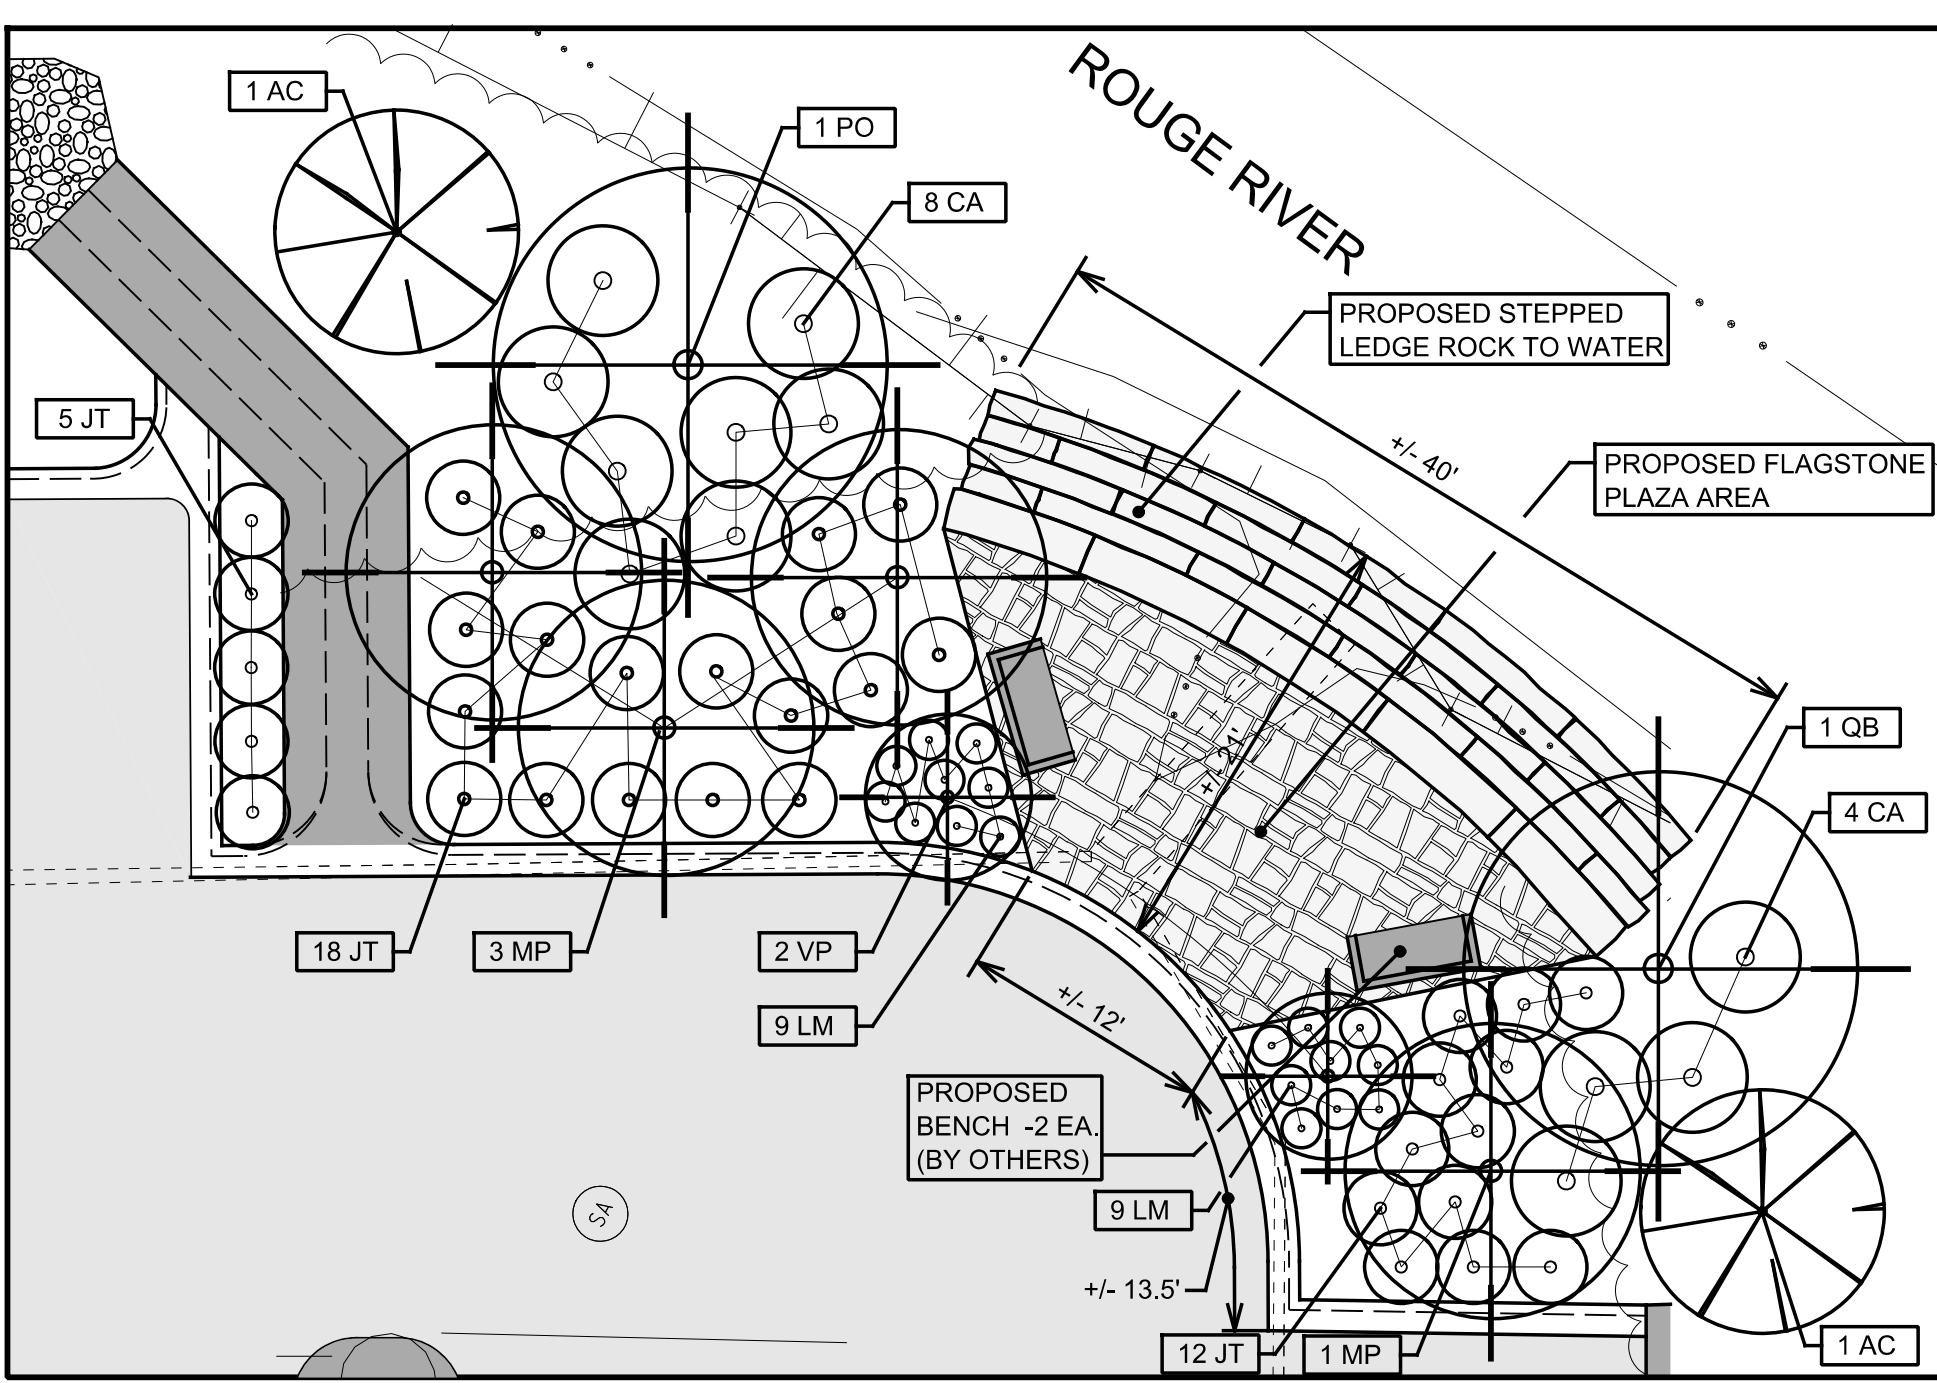 1 AC
1 PO
8 CA
ROUGE RIVER
PROPOSED STEPPED
LEDGE ROCK TO WATER
5 JT
+/- 40'
PROPOSED FLAGSTONE
PLAZA AREA
+/- 21'
1 QB
4 CA
18 JT
3 MP
2 VP
9 LM
+/- 12'
PROPOSED
BENCH -2 EA.
(BY OTHERS)
9 LM
SA
+/- 13.5'
12 JT
1 MP
1 AC